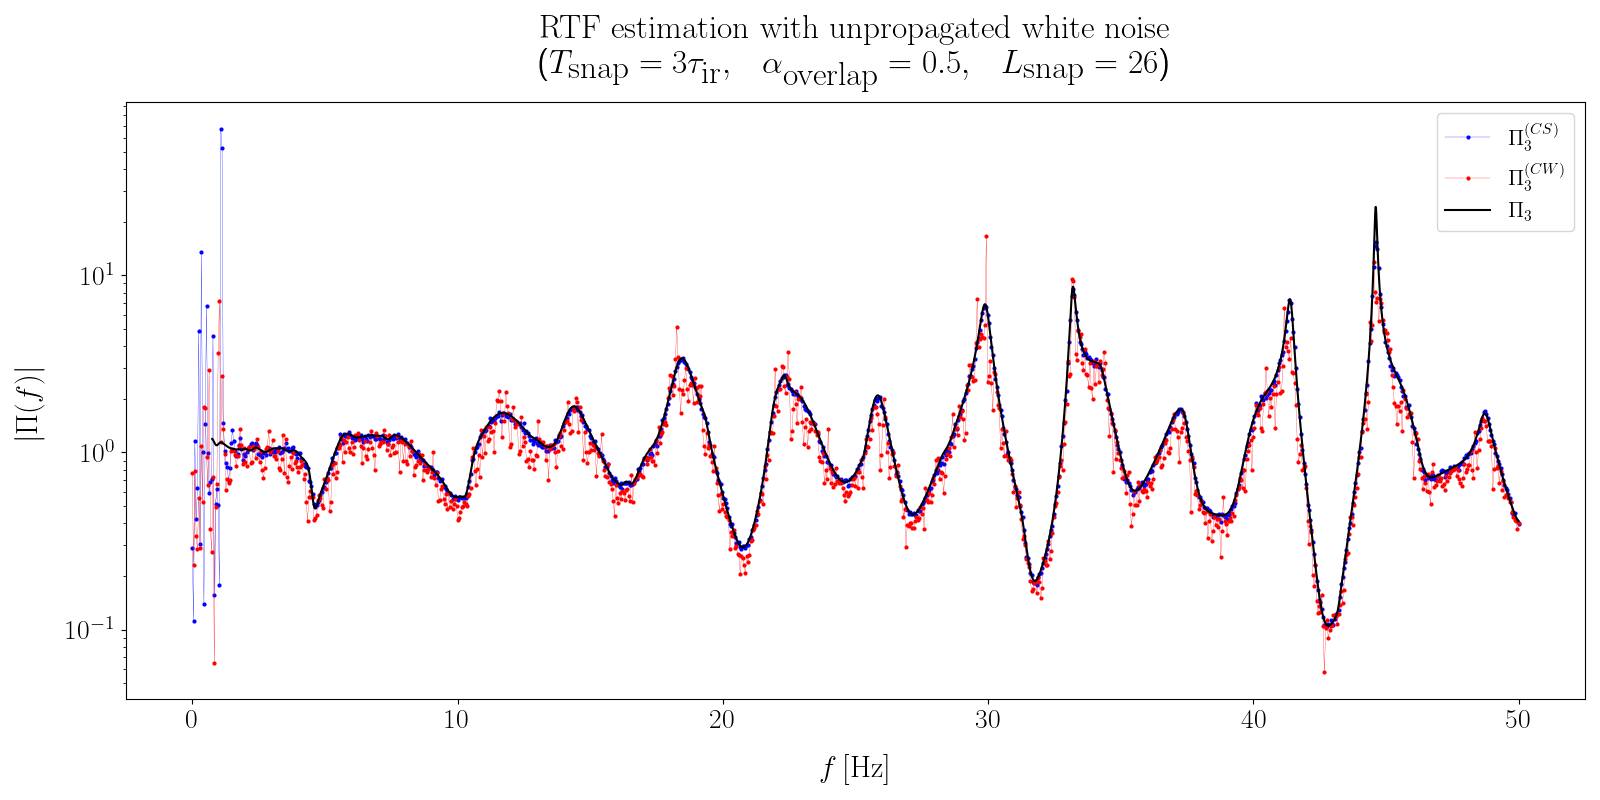 RTF estimation with unpropagated white noise
(T_snap = 3τ_ir, α_overlap = 0.5, L_snap = 26)
Π_3^(CS)
Π_3^(CW)
Π_3
|Π(f)|
10^1
10^0
10^−1
0 10 20 30 40 50
f [Hz]